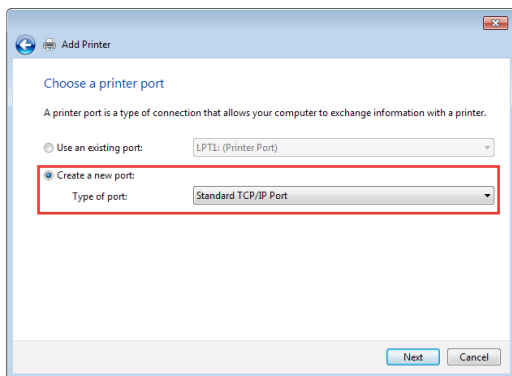 Add Printer
Choose a printer port
A printer port is a type of connection that allows your computer to exchange information with a printer.
Use an existing port: LPT1: (Printer Port)
Create a new port:
Type of port: Standard TCP/IP Port
Next Cancel